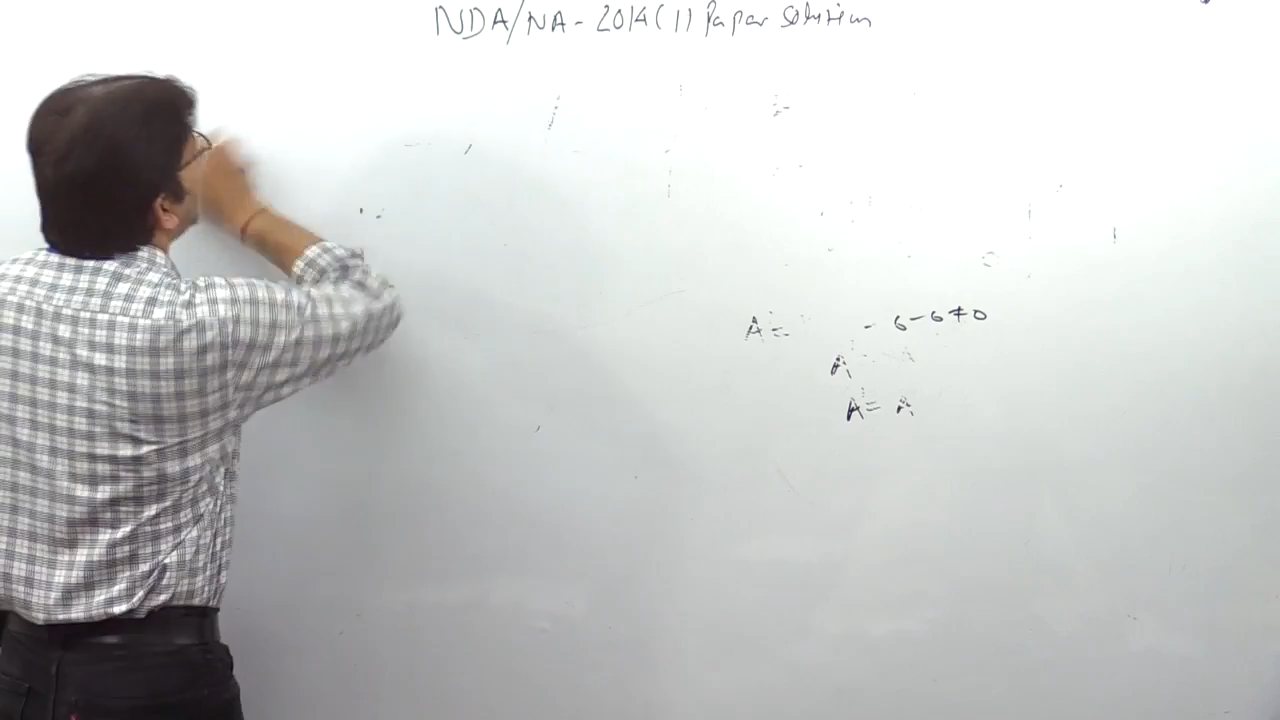 NDA/NA-2014(1) Paper Solution
A =
- 6-6≠0
A
A = A